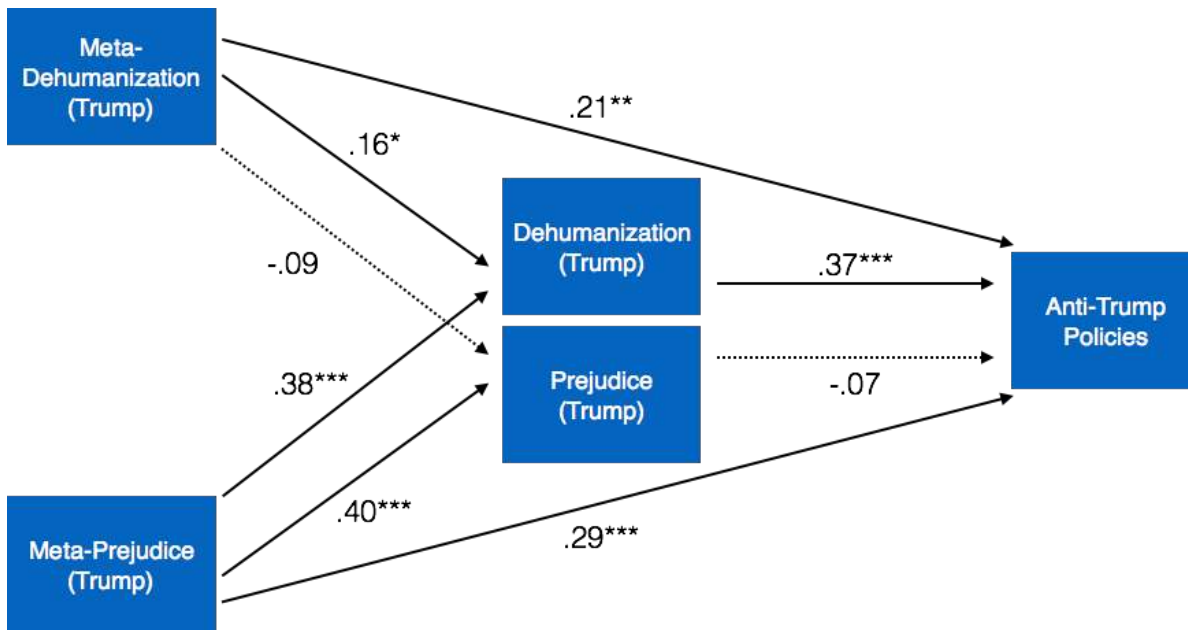 Meta-
Dehumanization
(Trump)
.21**
.16*
Dehumanization
(Trump)
-.09
.37***
Anti-Trump
Policies
.38***
Prejudice
(Trump)
-.07
.40***
.29***
Meta-Prejudice
(Trump)